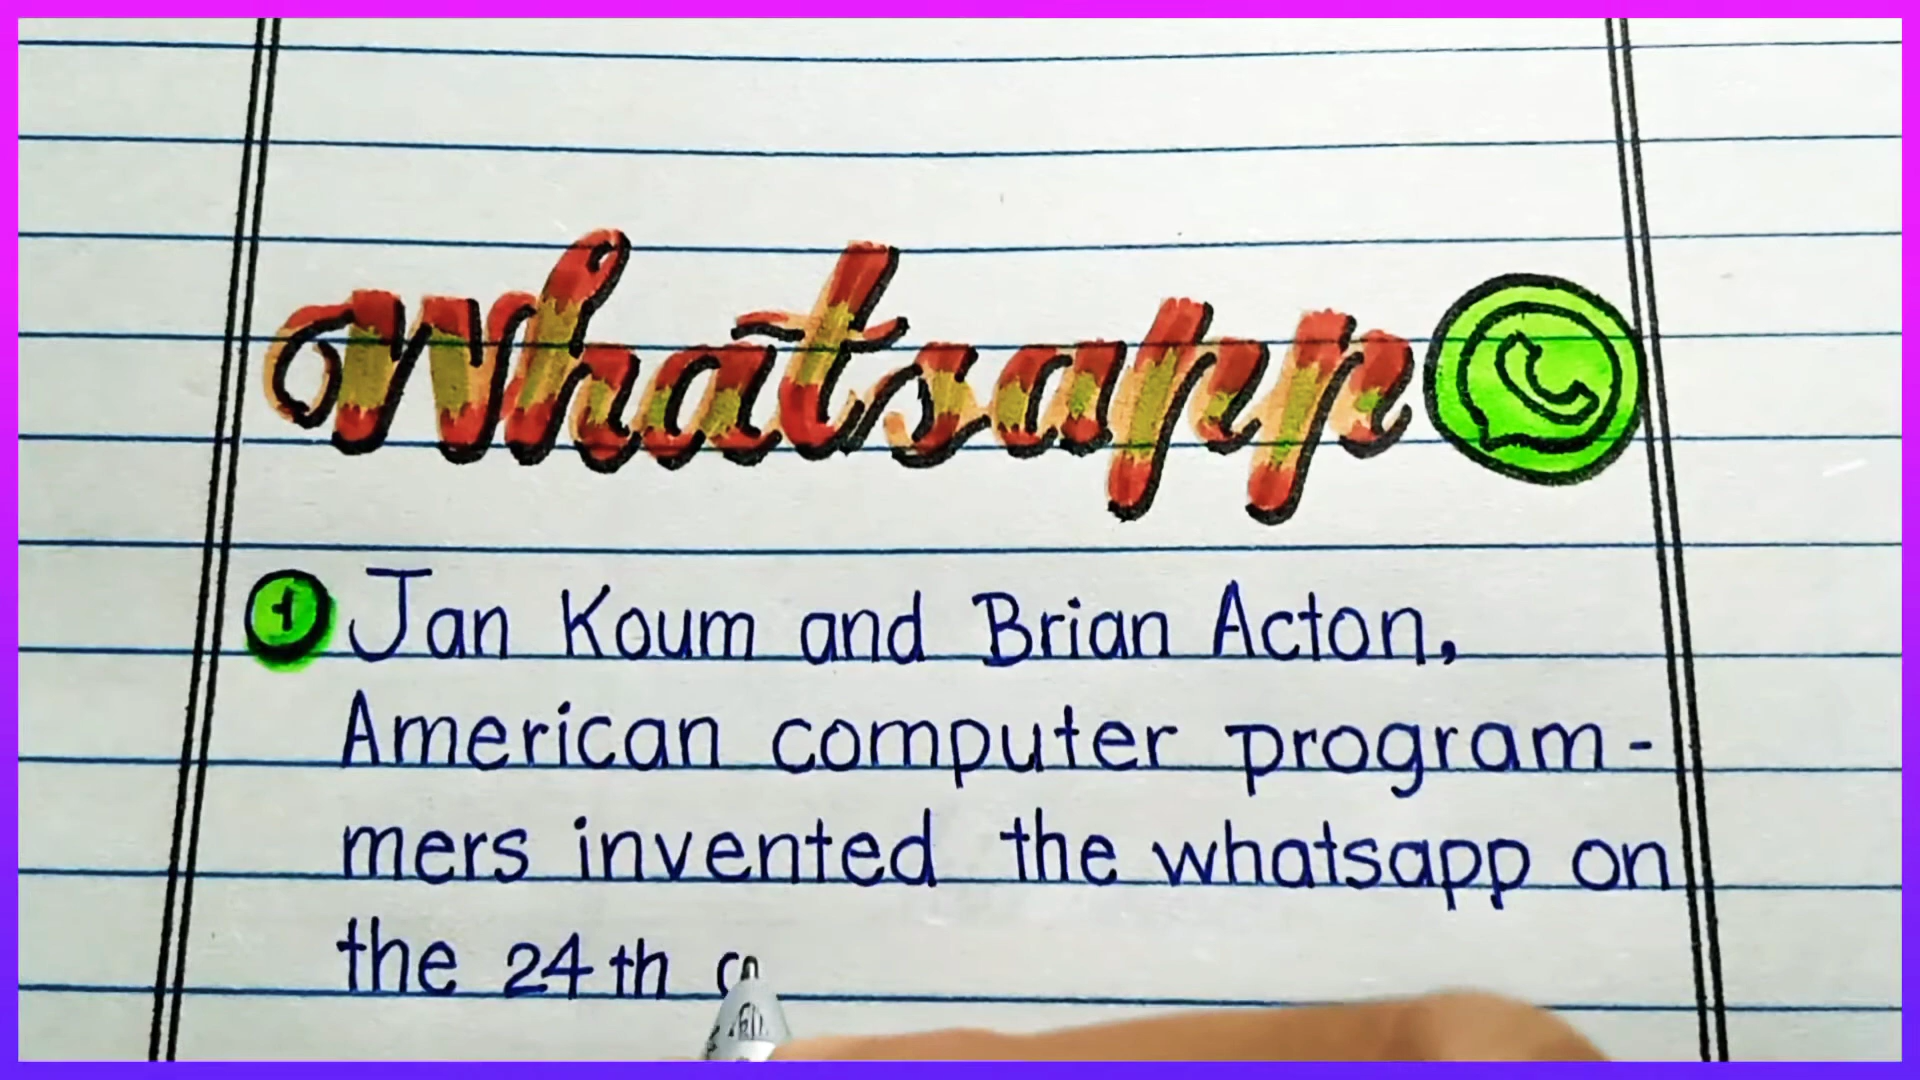 Whatsapp
1 Jan Koum and Brian Acton,
American computer program-
mers invented the whatsapp on
the 24th